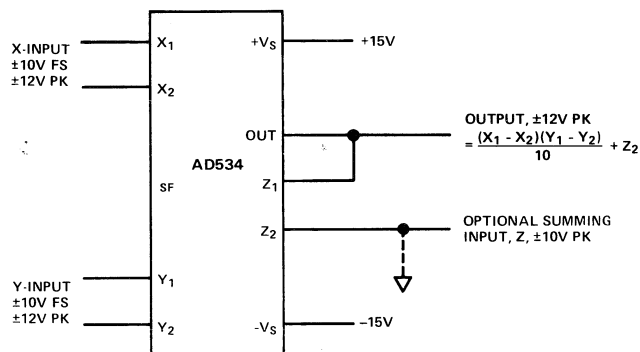 X-INPUT
±10V FS
±12V PK
X₁
X₂
+Vₛ
+15V
OUT
AD534
Z₁
OUTPUT, ±12V PK
= (X₁ - X₂)(Y₁ - Y₂)
10
+ Z₂
SF
Z₂
OPTIONAL SUMMING
INPUT, Z, ±10V PK
Y-INPUT
±10V FS
±12V PK
Y₁
Y₂
-Vₛ
-15V